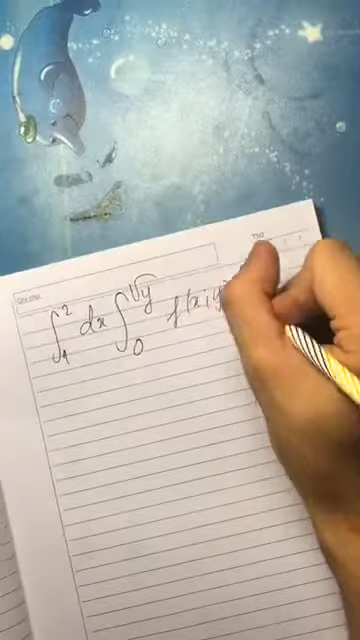 ∫₁² dx ∫₀^√y f(x; y